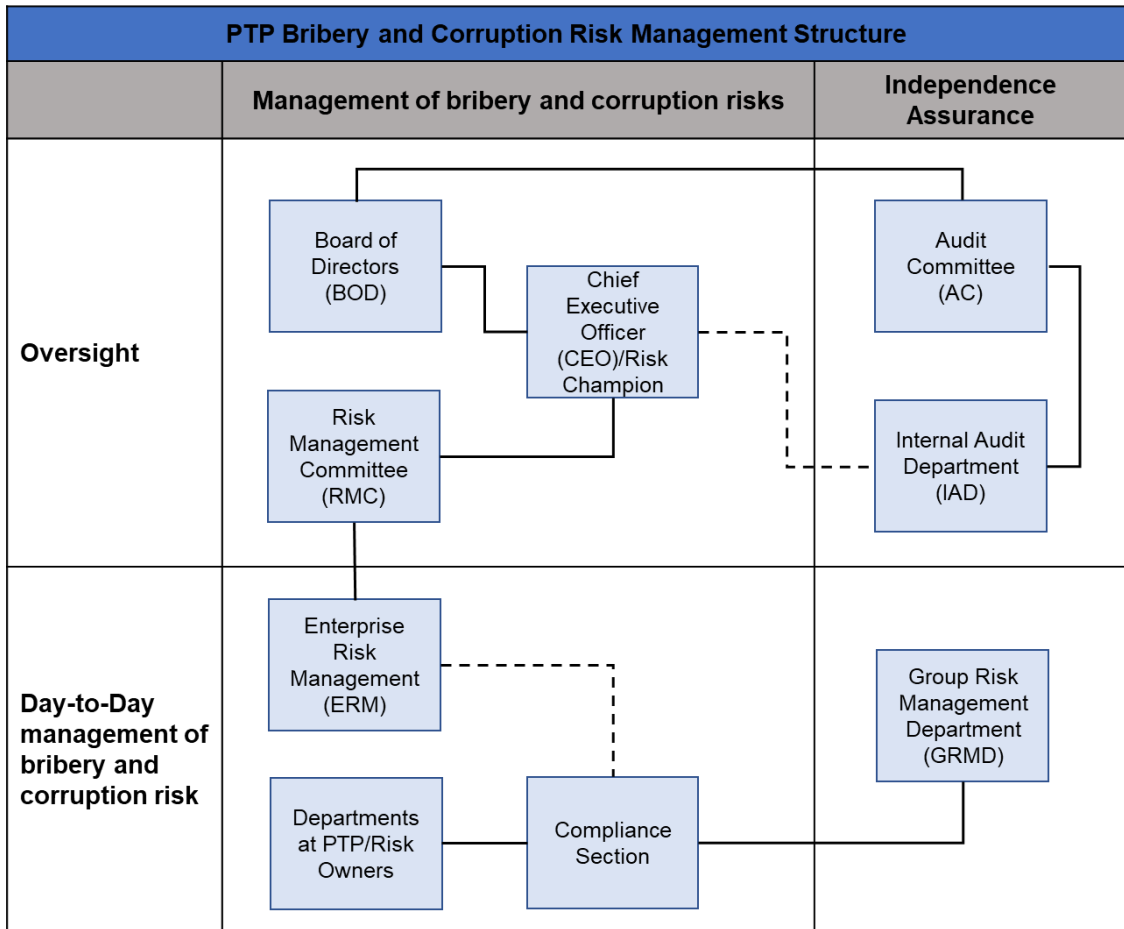 PTP Bribery and Corruption Risk Management Structure
Management of bribery and corruption risks
Independence
Assurance
Oversight
Board of
Directors
(BOD)
Chief
Executive
Officer
(CEO)/Risk
Champion
Audit
Committee
(AC)
Risk
Management
Committee
(RMC)
Internal Audit
Department
(IAD)
Day-to-Day
management of
bribery and
corruption risk
Enterprise
Risk
Management
(ERM)
Group Risk
Management
Department
(GRMD)
Departments
at PTP/Risk
Owners
Compliance
Section